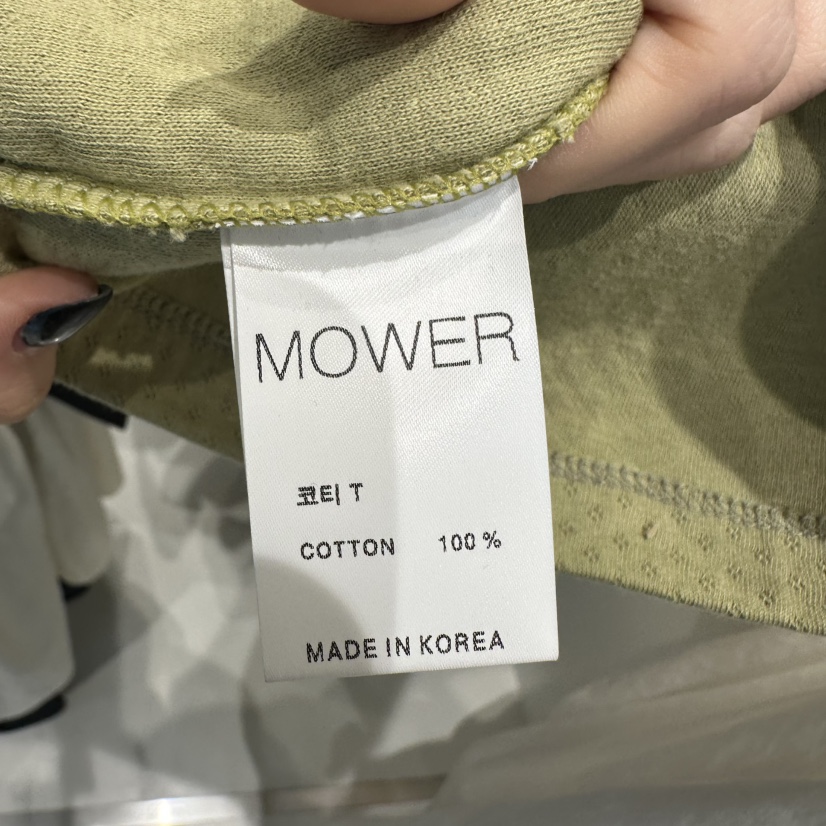 MOWER
코티 T
COTTON 100 %
MADE IN KOREA